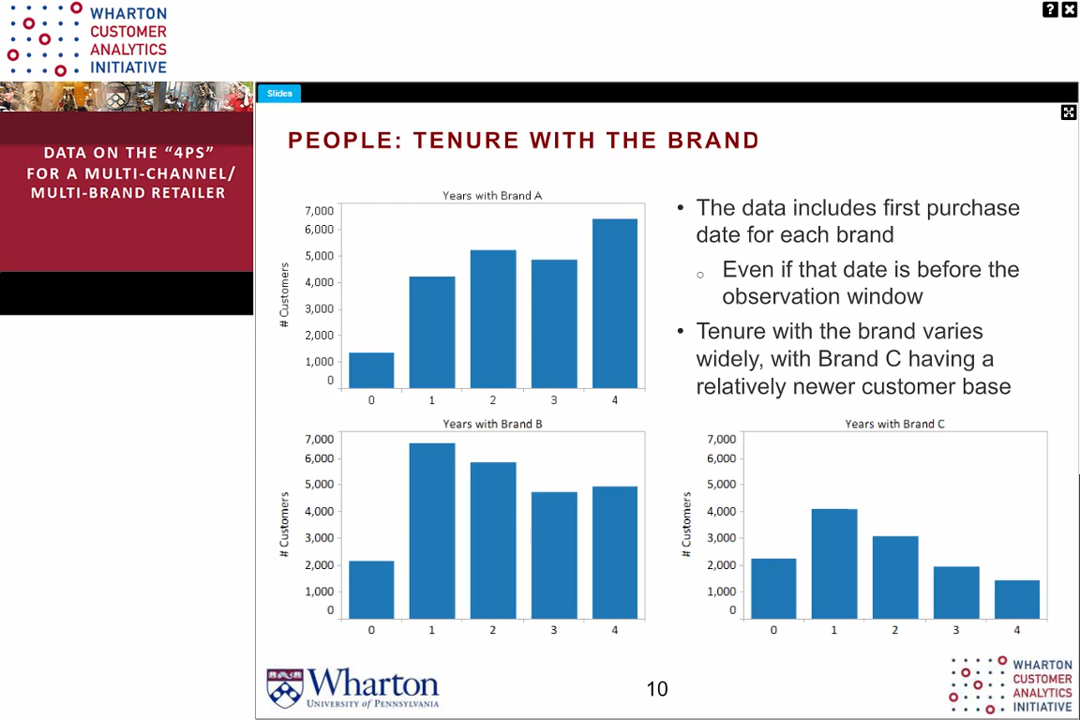 WHARTON
CUSTOMER
ANALYTICS
INITIATIVE
? 
Slides
DATA ON THE “4PS”
FOR A MULTI-CHANNEL/
MULTI-BRAND RETAILER
PEOPLE: TENURE WITH THE BRAND
Years with Brand A
# Customers
7,000
6,000
5,000
4,000
3,000
2,000
1,000
0
0 1 2 3 4
• The data includes first purchase
date for each brand
○ Even if that date is before the
observation window
• Tenure with the brand varies
widely, with Brand C having a
relatively newer customer base
Years with Brand B
# Customers
7,000
6,000
5,000
4,000
3,000
2,000
1,000
0
0 1 2 3 4
Years with Brand C
# Customers
7,000
6,000
5,000
4,000
3,000
2,000
1,000
0
0 1 2 3 4
Wharton
UNIVERSITY of PENNSYLVANIA
10
WHARTON
CUSTOMER
ANALYTICS
INITIATIVE